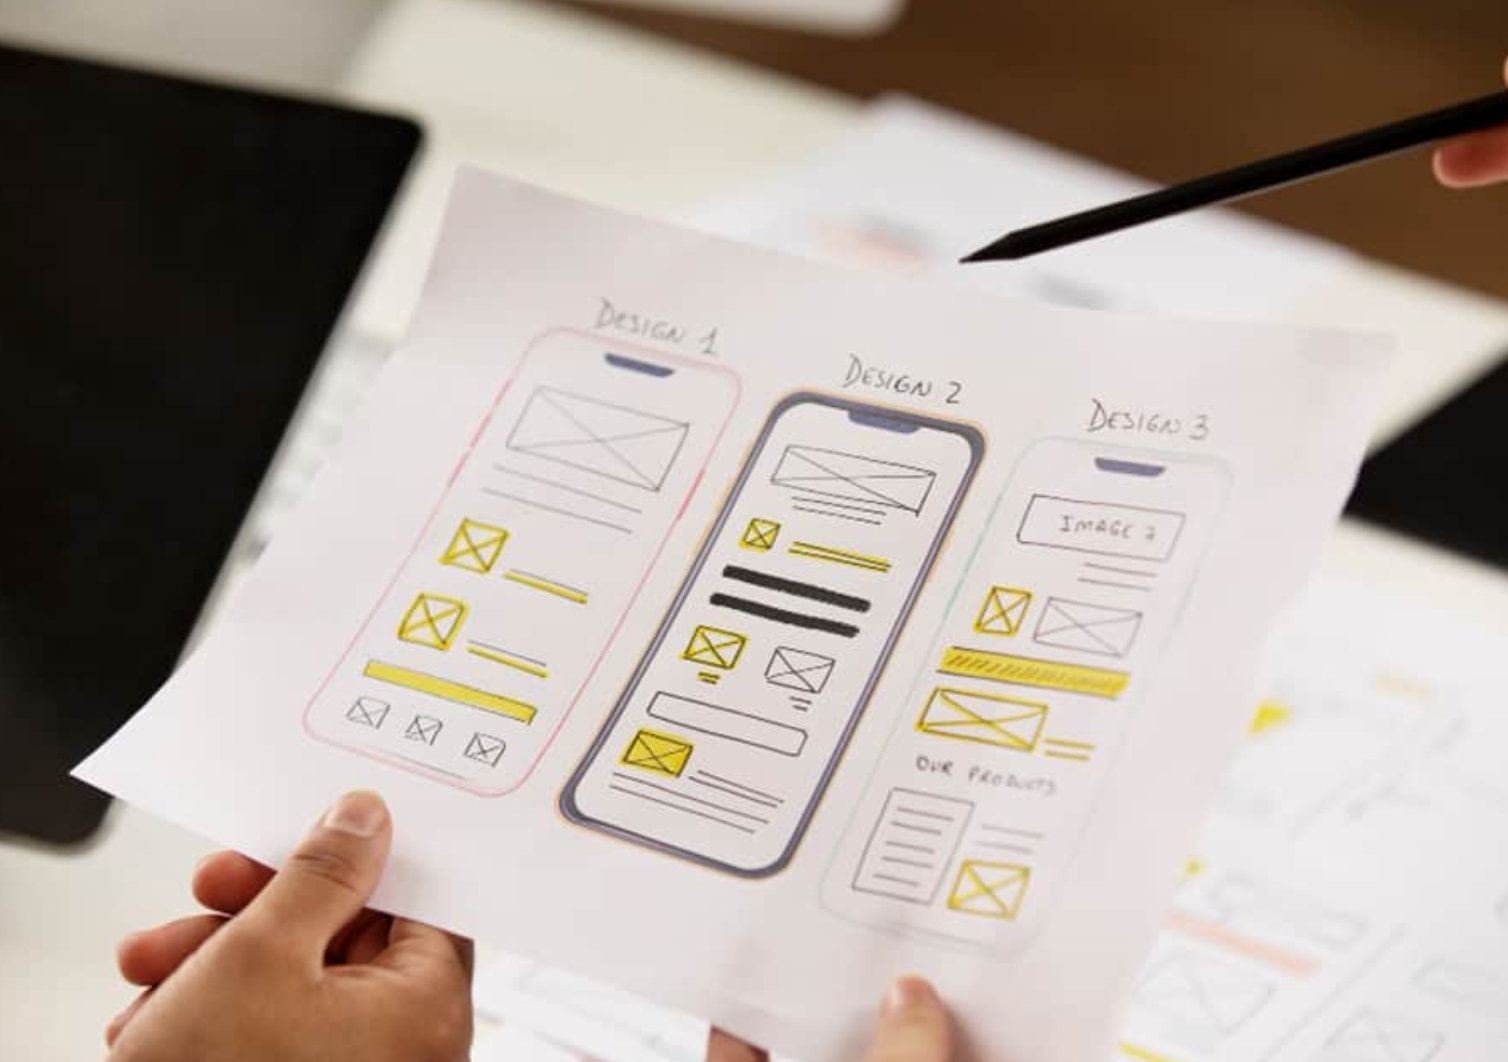 DESIGN 1
DESIGN 2
DESIGN 3
IMAGE
OUR PRODUCTS